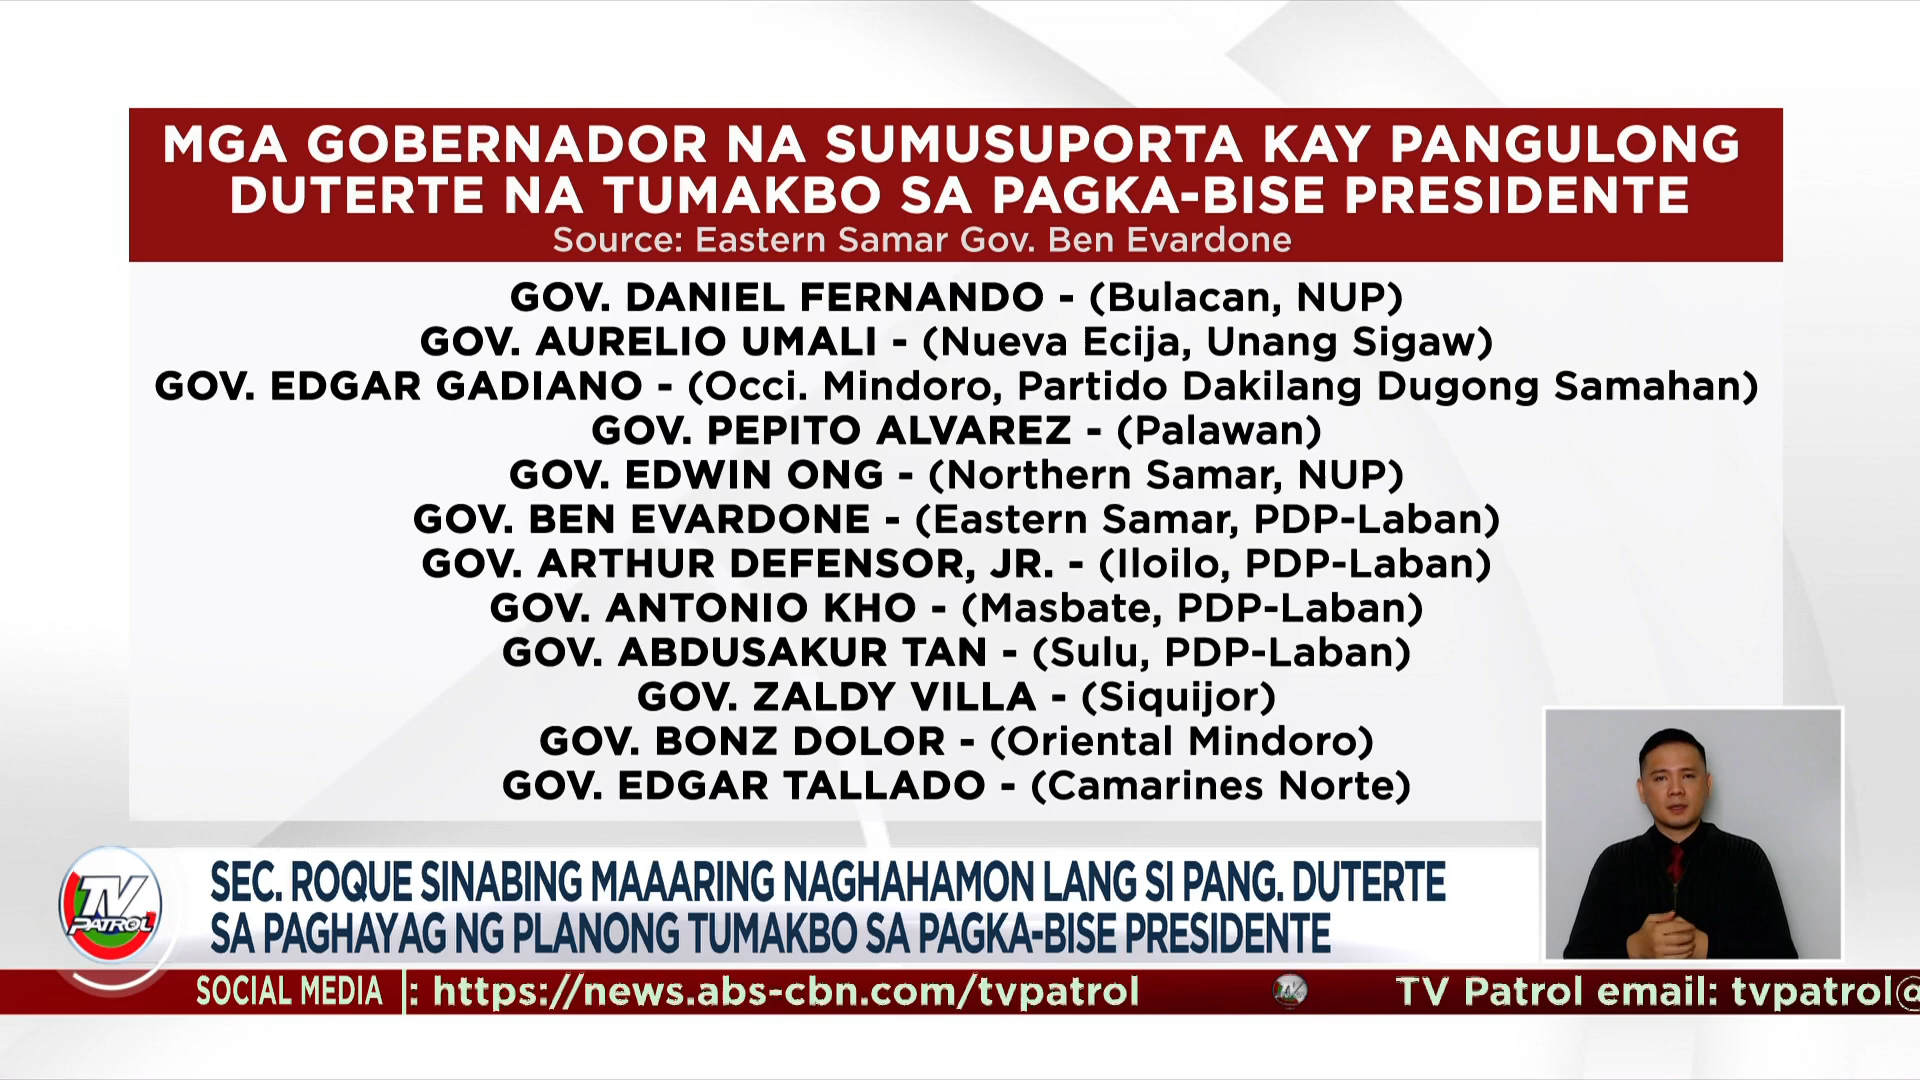 MGA GOBERNADOR NA SUMUSUPORTA KAY PANGULONG
DUTERTE NA TUMAKBO SA PAGKA-BISE PRESIDENTE
Source: Eastern Samar Gov. Ben Evardone
GOV. DANIEL FERNANDO - (Bulacan, NUP)
GOV. AURELIO UMALI - (Nueva Ecija, Unang Sigaw)
GOV. EDGAR GADIANO - (Occi. Mindoro, Partido Dakilang Dugong Samahan)
GOV. PEPITO ALVAREZ - (Palawan)
GOV. EDWIN ONG - (Northern Samar, NUP)
GOV. BEN EVARDONE - (Eastern Samar, PDP-Laban)
GOV. ARTHUR DEFENSOR, JR. - (Iloilo, PDP-Laban)
GOV. ANTONIO KHO - (Masbate, PDP-Laban)
GOV. ABDUSAKUR TAN - (Sulu, PDP-Laban)
GOV. ZALDY VILLA - (Siquijor)
GOV. BONZ DOLOR - (Oriental Mindoro)
GOV. EDGAR TALLADO - (Camarines Norte)
TV PATROL
SEC. ROQUE SINABING MAAARING NAGHAHAMON LANG SI PANG. DUTERTE
SA PAGHAYAG NG PLANONG TUMAKBO SA PAGKA-BISE PRESIDENTE
SOCIAL MEDIA : https://news.abs-cbn.com/tvpatrol TV Patrol email: tvpatrol@